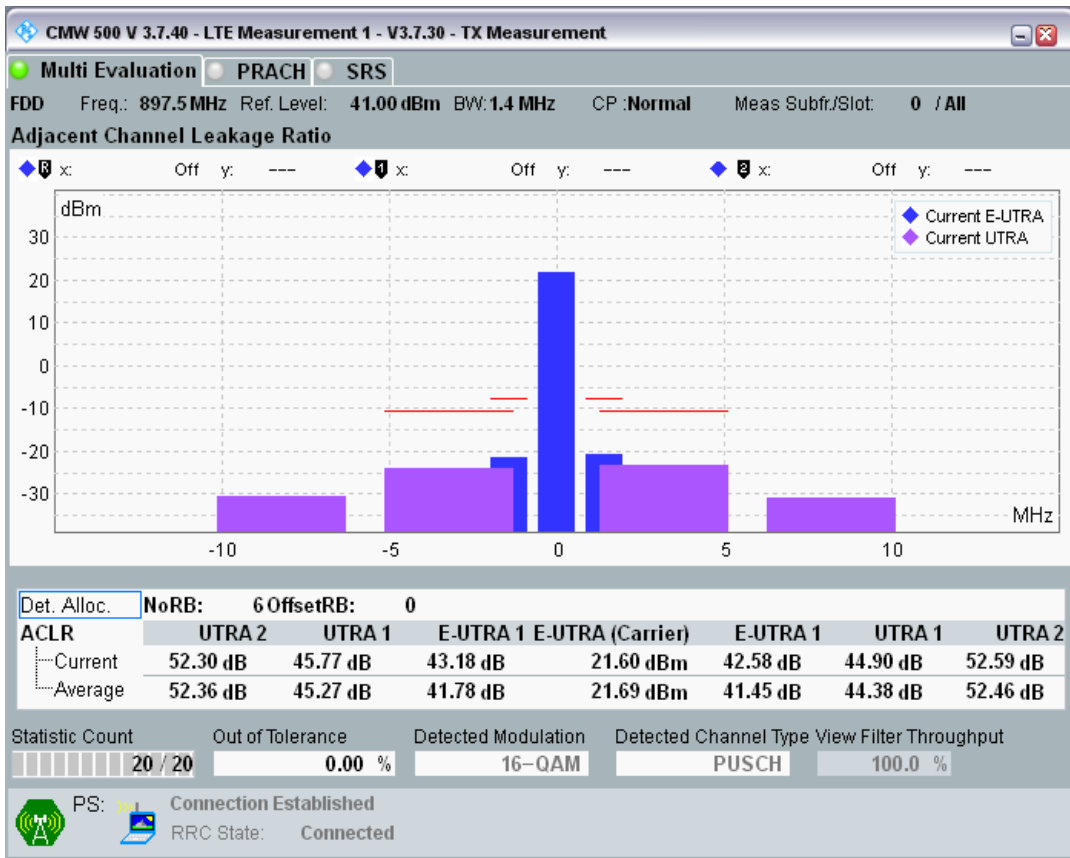 CMW 500 V 3.7.40 - LTE Measurement 1 - V3.7.30 - TX Measurement
Multi Evaluation PRACH SRS
FDD Freq.: 897.5 MHz Ref. Level: 41.00 dBm BW: 1.4 MHz CP :Normal Meas Subfr./Slot: 0 / All
Adjacent Channel Leakage Ratio
R x: Off y: --- 1 x: Off y: --- 2 x: Off y: ---
dBm
Current E-UTRA
Current UTRA
30
20
10
0
-10
-20
-30
MHz
-10 -5 0 5 10
Det. Alloc. NoRB: 6 OffsetRB: 0
ACLR UTRA 2 UTRA 1 E-UTRA 1 E-UTRA (Carrier) E-UTRA 1 UTRA 1 UTRA 2
Current 52.30 dB 45.77 dB 43.18 dB 21.60 dBm 42.58 dB 44.90 dB 52.59 dB
Average 52.36 dB 45.27 dB 41.78 dB 21.69 dBm 41.45 dB 44.38 dB 52.46 dB
Statistic Count Out of Tolerance Detected Modulation Detected Channel Type View Filter Throughput
20 / 20 0.00 % 16-QAM PUSCH 100.0 %
PS: Connection Established
RRC State: Connected